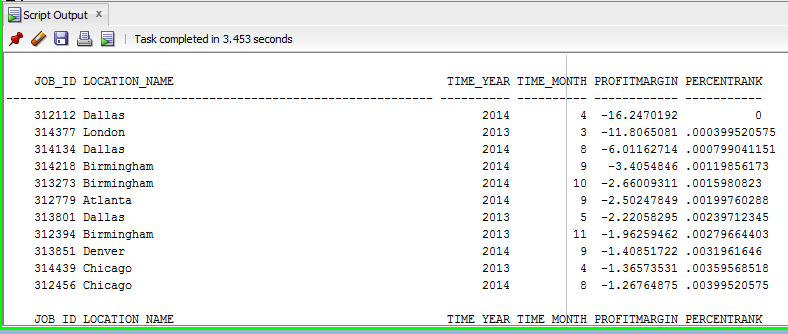 Script Output x
Task completed in 3.453 seconds
JOB_ID LOCATION_NAME TIME_YEAR TIME_MONTH PROFITMARGIN PERCENTRANK
---------- -------------------------------------------------- ---------- ---------- ------------ -----------
312112 Dallas 2014 4 -16.2470192 0
314377 London 2013 3 -11.8065081 .000399520575
314134 Dallas 2014 8 -6.01162714 .000799041151
314218 Birmingham 2014 9 -3.4054846 .00119856173
313273 Birmingham 2014 10 -2.66009311 .0015980823
312779 Atlanta 2014 9 -2.50247849 .00199760288
313801 Dallas 2013 5 -2.22058295 .00239712345
312394 Birmingham 2013 11 -1.96259462 .00279664403
313851 Denver 2014 9 -1.40851722 .0031961646
314439 Chicago 2013 4 -1.36573531 .00359568518
312456 Chicago 2014 8 -1.26764875 .00399520575
JOB_ID LOCATION_NAME TIME_YEAR TIME_MONTH PROFITMARGIN PERCENTRANK